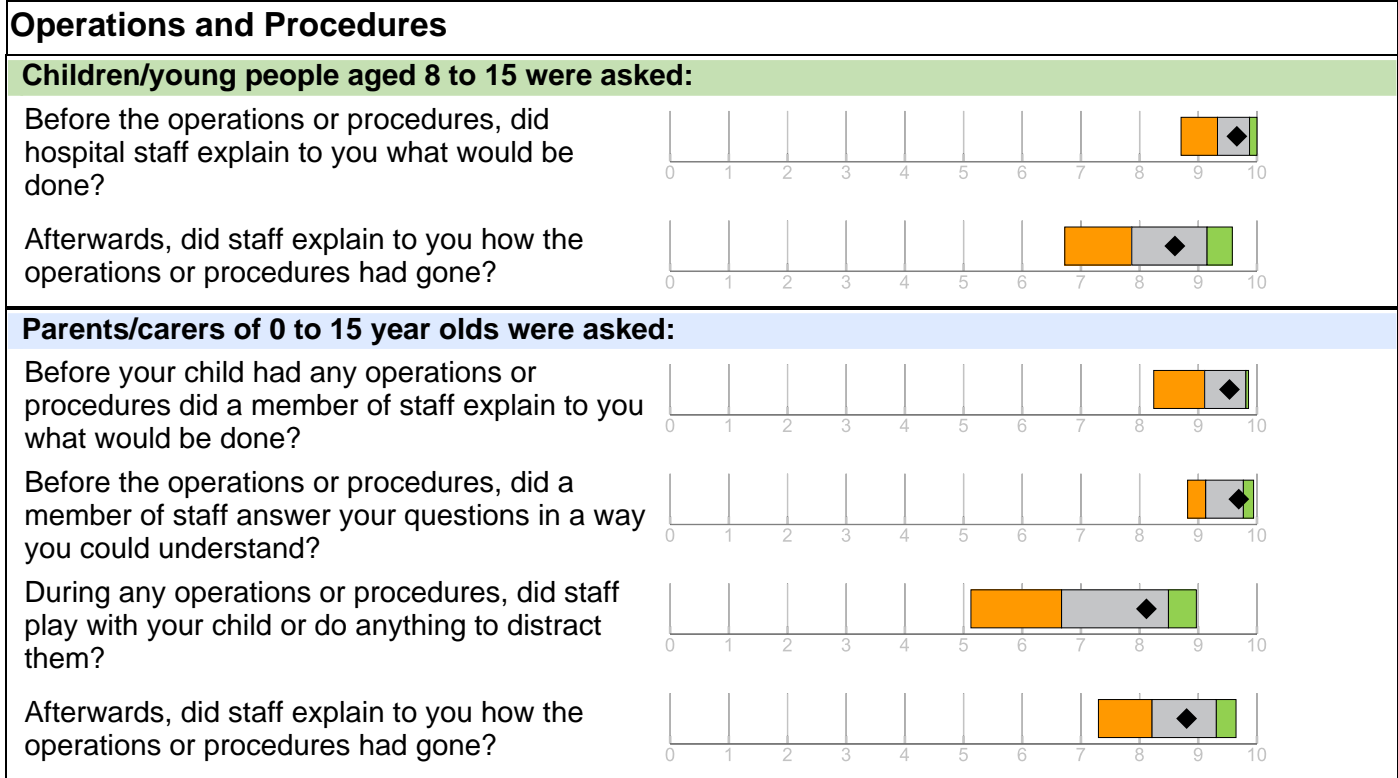 Operations and Procedures
Children/young people aged 8 to 15 were asked:
Before the operations or procedures, did
hospital staff explain to you what would be
done?
0 1 2 3 4 5 6 7 8 9 10
Afterwards, did staff explain to you how the
operations or procedures had gone?
0 1 2 3 4 5 6 7 8 9 10
Parents/carers of 0 to 15 year olds were asked:
Before your child had any operations or
procedures did a member of staff explain to you
what would be done?
0 1 2 3 4 5 6 7 8 9 10
Before the operations or procedures, did a
member of staff answer your questions in a way
you could understand?
0 1 2 3 4 5 6 7 8 9 10
During any operations or procedures, did staff
play with your child or do anything to distract
them?
0 1 2 3 4 5 6 7 8 9 10
Afterwards, did staff explain to you how the
operations or procedures had gone?
0 1 2 3 4 5 6 7 8 9 10